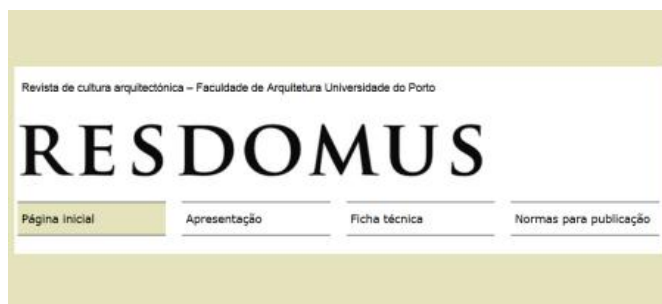 Revista de cultura arquitectónica – Faculdade de Arquitetura Universidade do Porto
RESDOMUS
Página inicial Apresentação Ficha técnica Normas para publicação